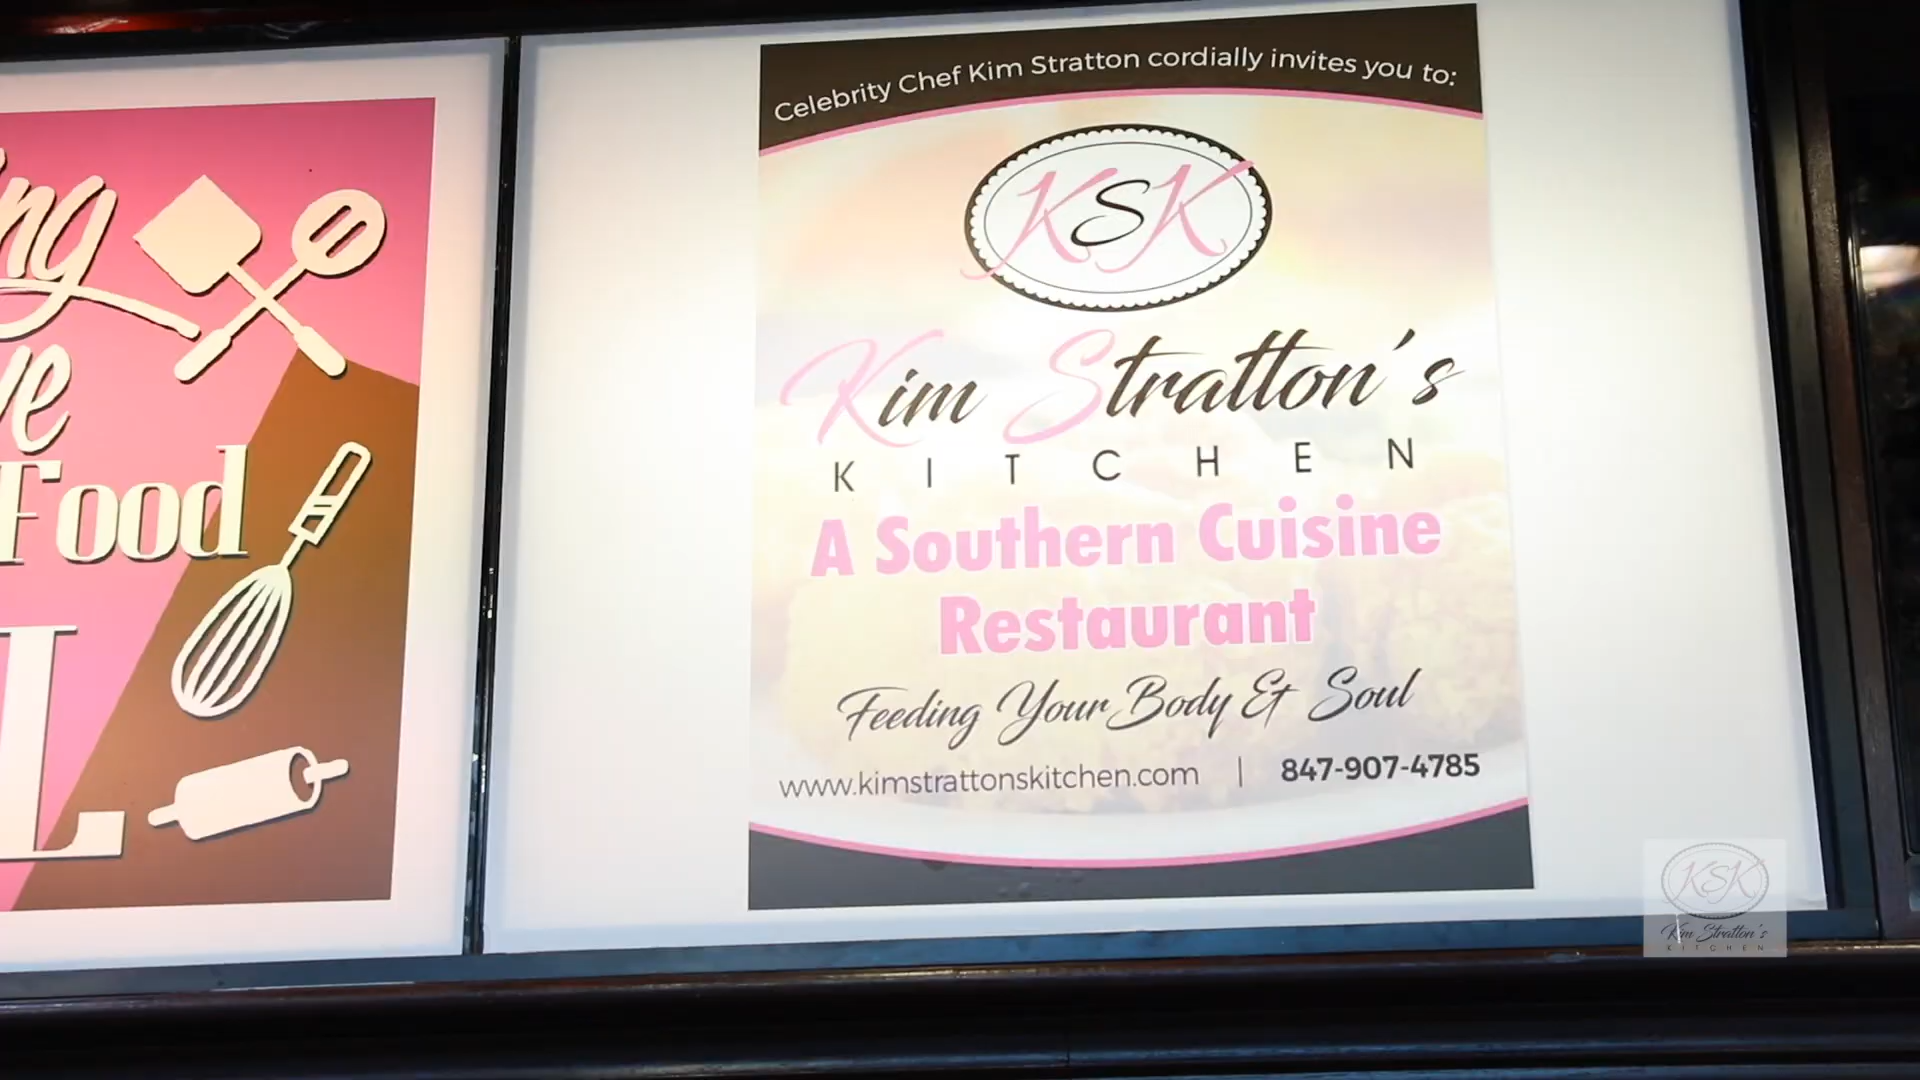 Food
L
Celebrity Chef Kim Stratton cordially invites you to:
KSK
Kim Stratton's
KITCHEN
A Southern Cuisine
Restaurant
Feeding Your Body & Soul
www.kimstrattonskitchen.com | 847-907-4785
KSK
Kim Stratton's
KITCHEN